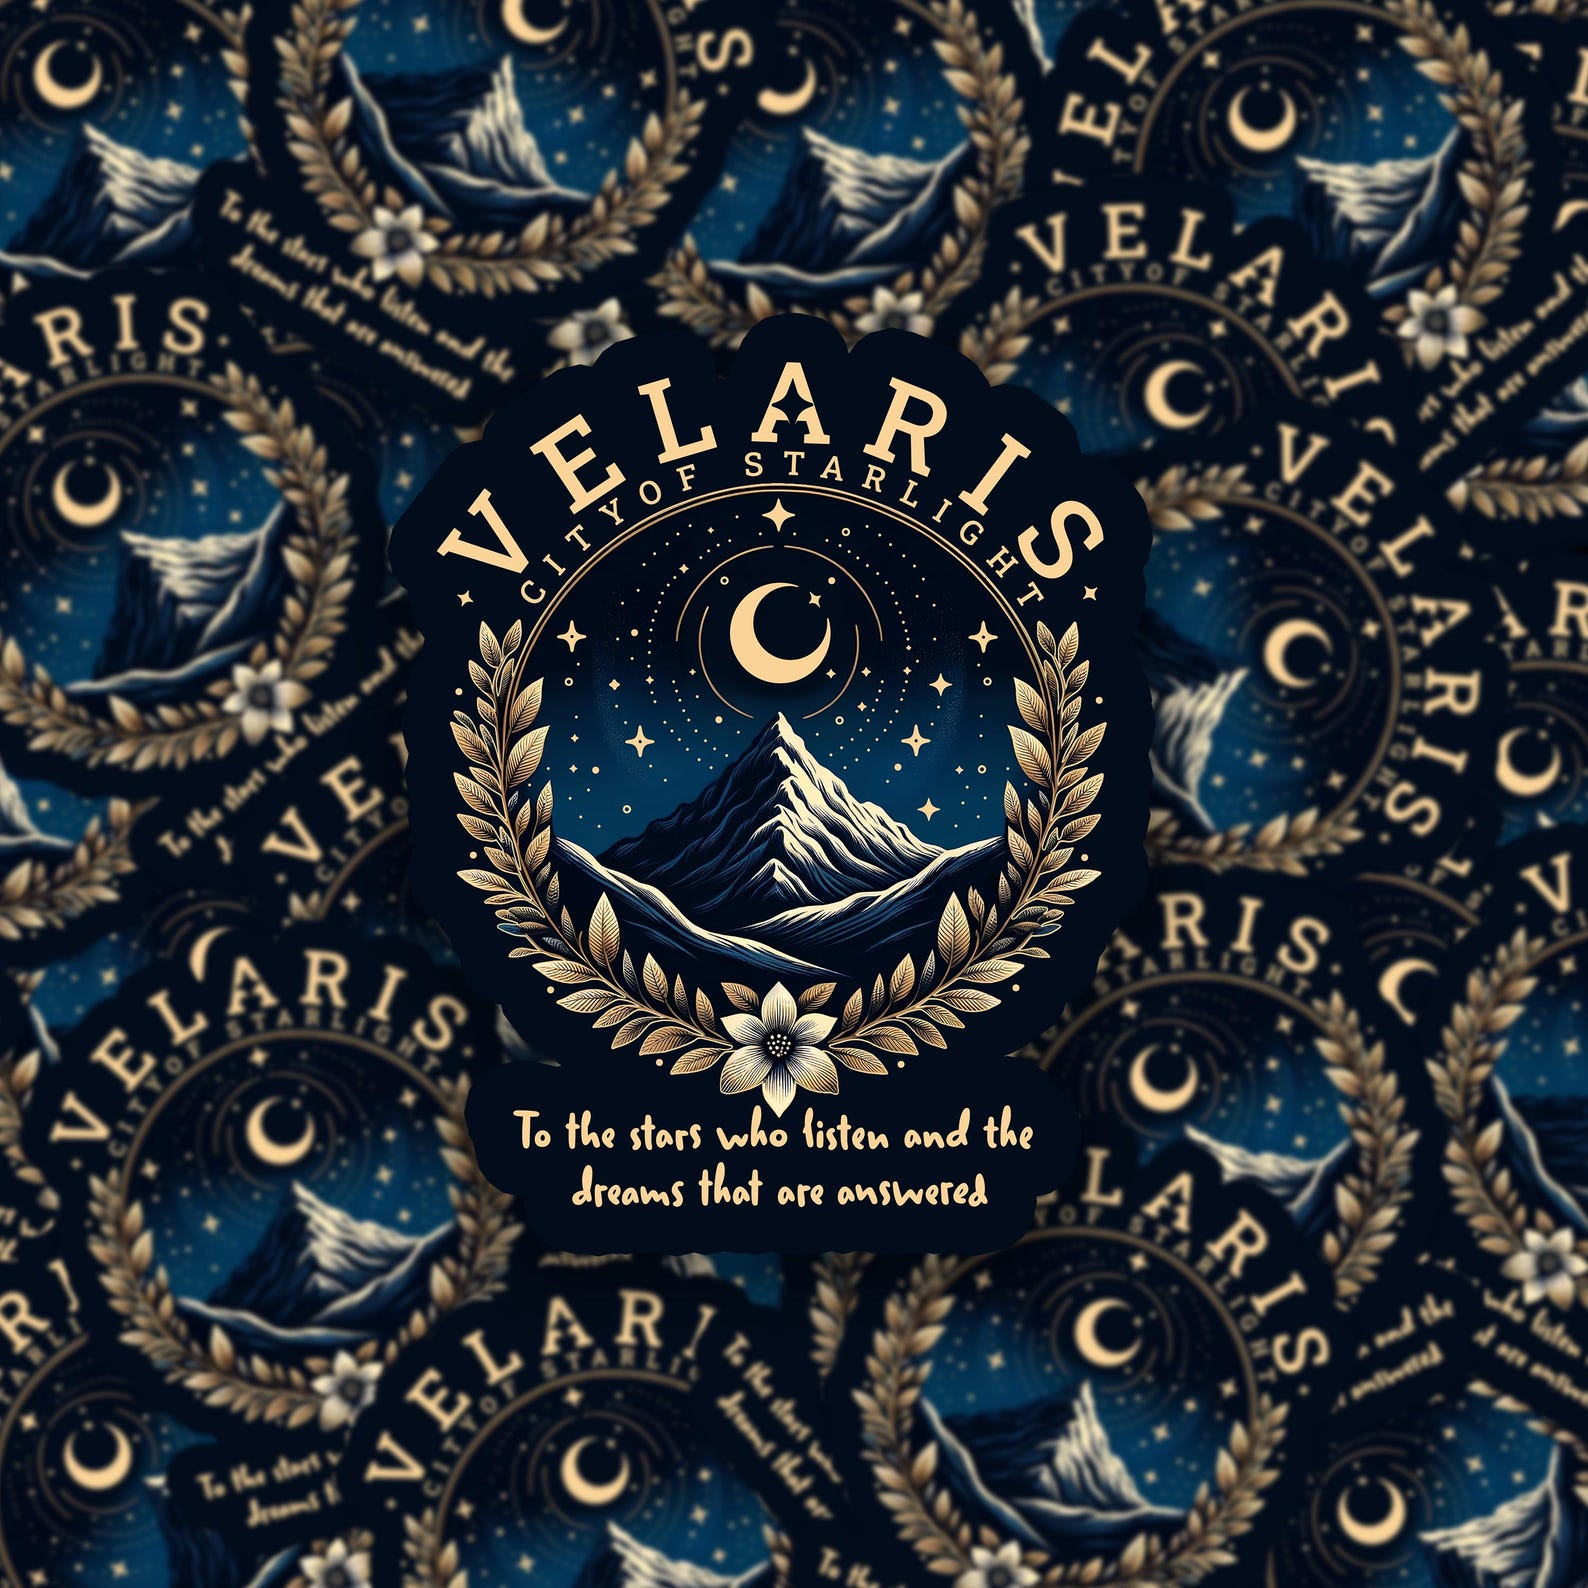 VELARIS
CITYOF STARLIGHT
To the stars who listen and the
dreams that are answered